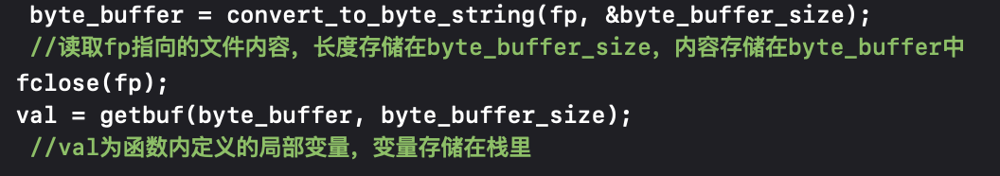 byte_buffer = convert_to_byte_string(fp, &byte_buffer_size);
//读取fp指向的文件内容，长度存储在byte_buffer_size，内容存储在byte_buffer中
fclose(fp);
val = getbuf(byte_buffer, byte_buffer_size);
//val为函数内定义的局部变量，变量存储在栈里